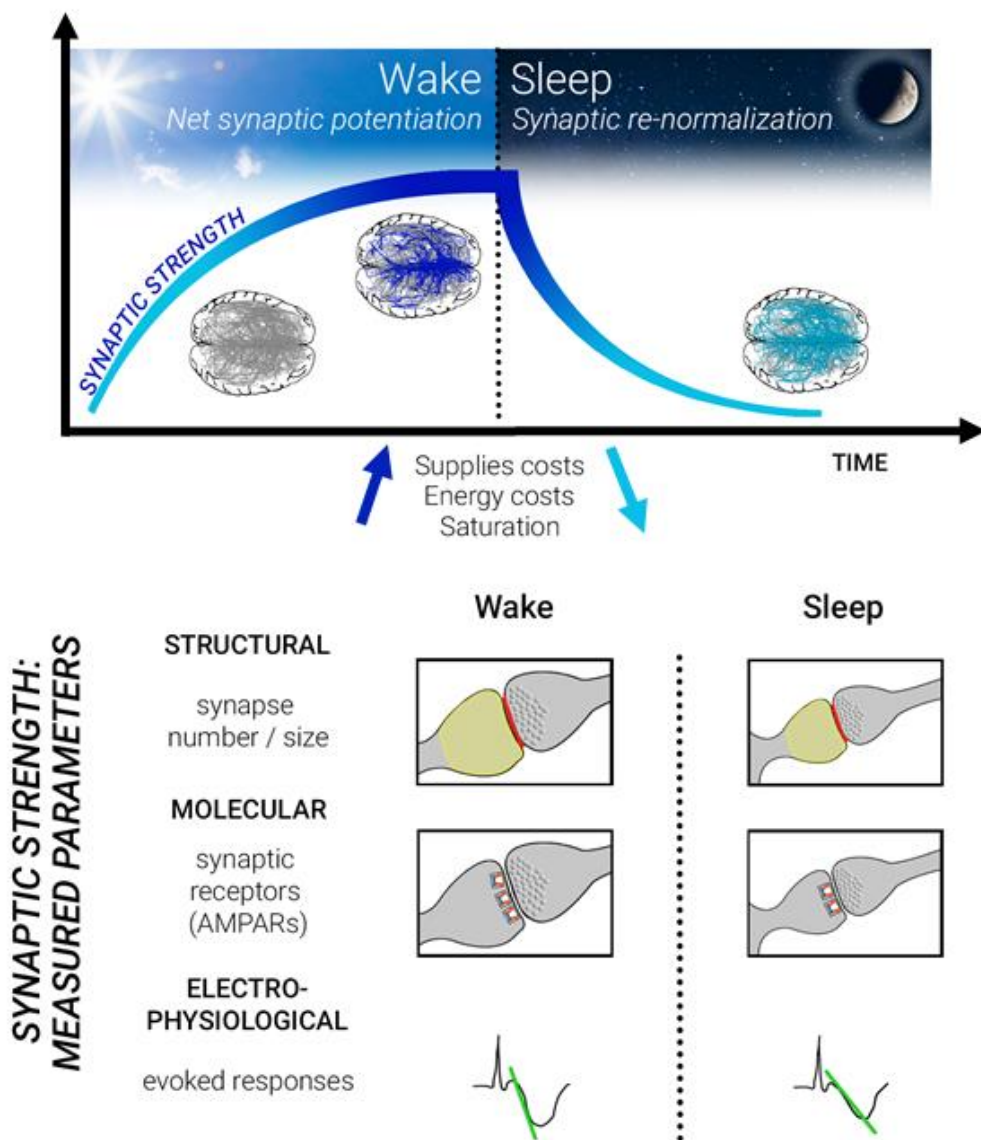 Wake
Net synaptic potentiation
Sleep
Synaptic re-normalization
SYNAPTIC STRENGTH
TIME
Supplies costs
Energy costs
Saturation
SYNAPTIC STRENGTH:
MEASURED PARAMETERS
Wake
Sleep
STRUCTURAL
synapse
number / size
MOLECULAR
synaptic
receptors
(AMPARs)
ELECTRO-
PHYSIOLOGICAL
evoked responses